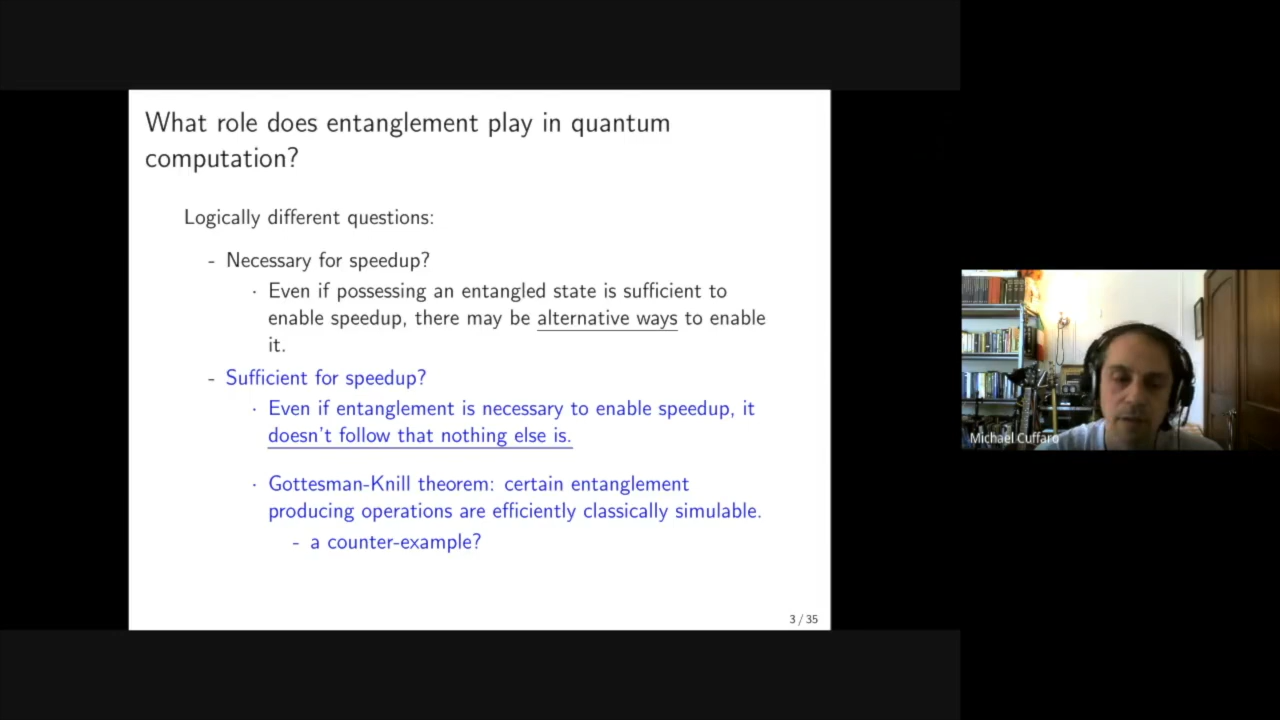 What role does entanglement play in quantum
computation?
Logically different questions:
- Necessary for speedup?
· Even if possessing an entangled state is sufficient to
enable speedup, there may be alternative ways to enable
it.
- Sufficient for speedup?
· Even if entanglement is necessary to enable speedup, it
doesn't follow that nothing else is.
· Gottesman-Knill theorem: certain entanglement
producing operations are efficiently classically simulable.
- a counter-example?
3 / 35
Michael Cuffaro